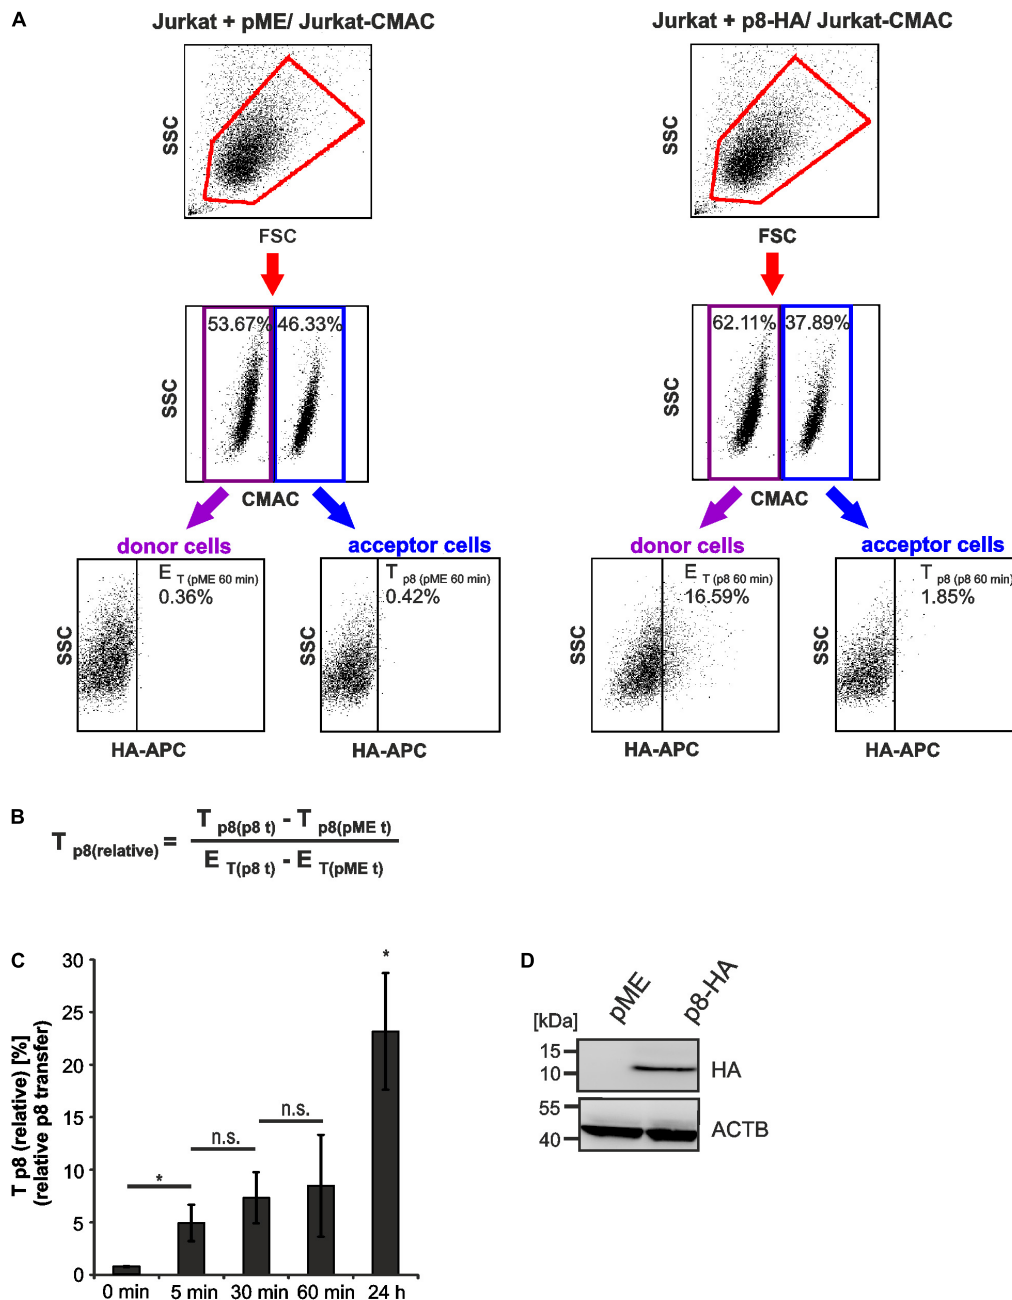 A
Jurkat + pME/ Jurkat-CMAC
Jurkat + p8-HA/ Jurkat-CMAC
SSC
FSC
SSC
FSC
53.67% 46.33%
SSC
CMAC
62.11% 37.89%
SSC
CMAC
donor cells
acceptor cells
donor cells
acceptor cells
E T (pME 60 min)
0.36%
SSC
HA-APC
T p8 (pME 60 min)
0.42%
SSC
HA-APC
E T (p8 60 min)
16.59%
SSC
HA-APC
T p8 (p8 60 min)
1.85%
SSC
HA-APC
B
T p8(relative) = T p8(p8 t) - T p8(pME t)
E T(p8 t) - E T(pME t)
C
T p8 (relative) [%]
(relative p8 transfer)
30
25
20
15
10
5
0
*
n.s.
n.s.
*
0 min 5 min 30 min 60 min 24 h
D
pME
p8-HA
[kDa]
15
10
HA
55
40
ACTB